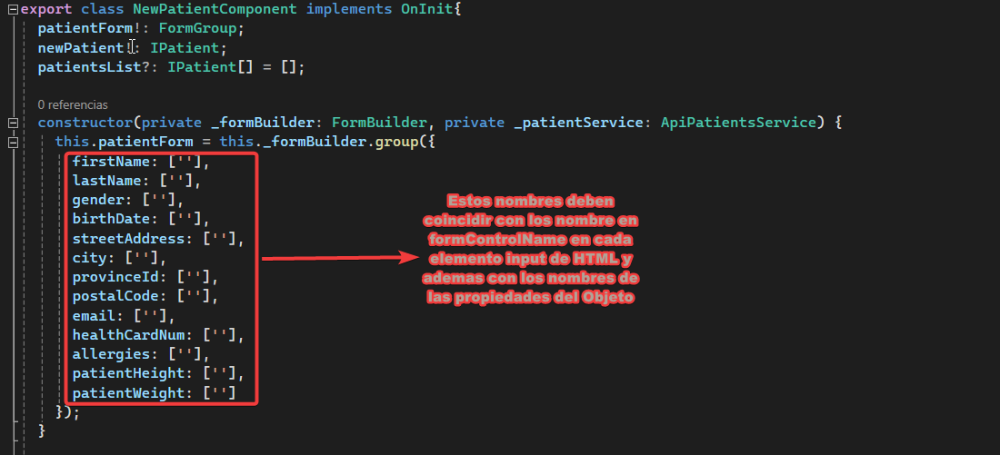 export class NewPatientComponent implements OnInit{
patientForm!: FormGroup;
newPatient!: IPatient;
patientsList?: IPatient[] = [];
0 referencias
constructor(private _formBuilder: FormBuilder, private _patientService: ApiPatientsService) {
this.patientForm = this._formBuilder.group({
firstName: [''],
lastName: [''],
gender: [''],
birthDate: [''],
streetAddress: [''],
city: [''],
provinceId: [''],
postalCode: [''],
email: [''],
healthCardNum: [''],
allergies: [''],
patientHeight: [''],
patientWeight: ['']
});
}
Estos nombres deben
coincidir con los nombre en
formControlName en cada
elemento input de HTML y
ademas con los nombres de
las propiedades del Objeto